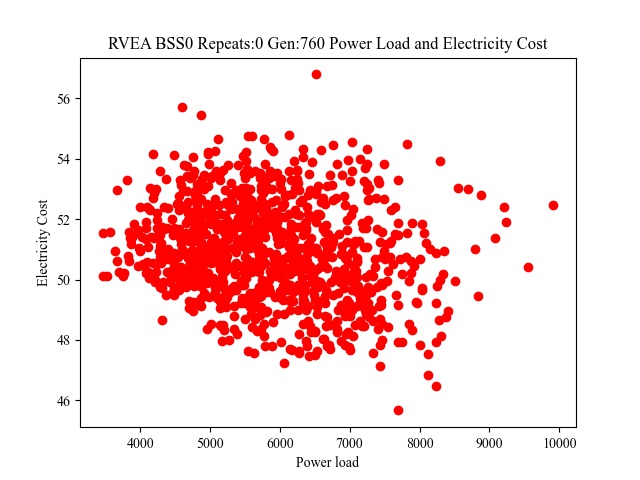 RVEA BSS0 Repeats:0 Gen:760 Power Load and Electricity Cost
56
54
52
50
48
46
Electricity Cost
4000 5000 6000 7000 8000 9000 10000
Power load